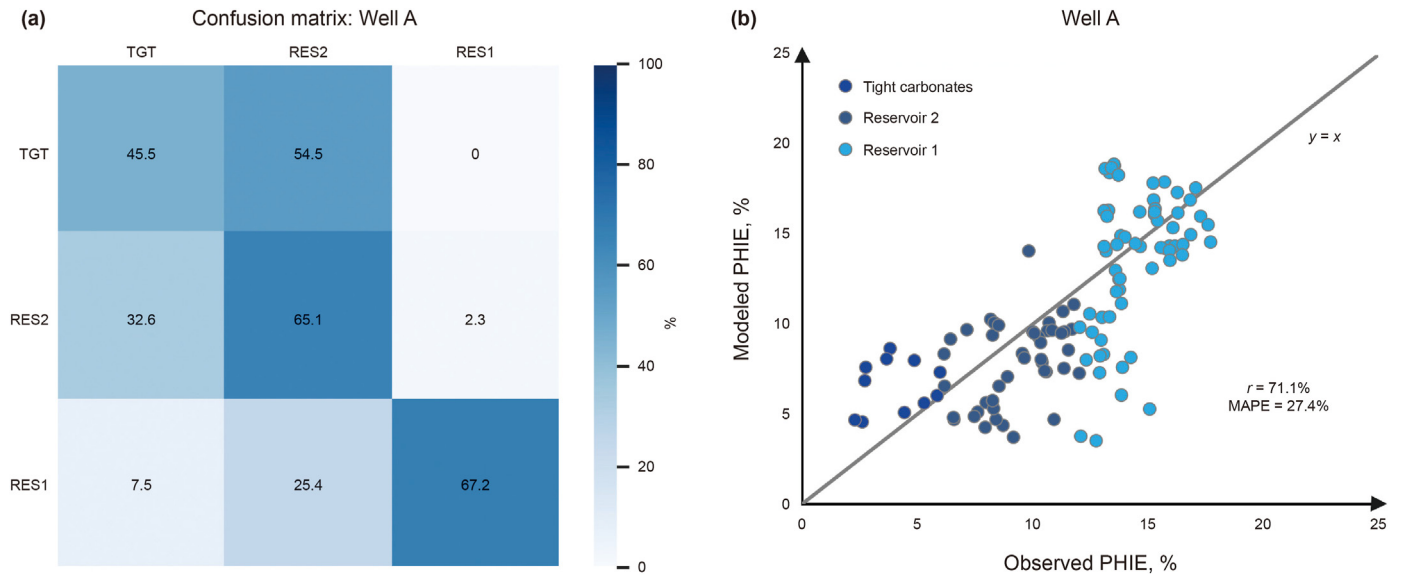 (a)
Confusion matrix: Well A
TGT RES2 RES1
TGT 45.5 54.5 0
RES2 32.6 65.1 2.3
RES1 7.5 25.4 67.2
100
80
60
40
20
0
%
(b)
Well A
25
20
15
10
5
0
Modeled PHIE, %
Tight carbonates
Reservoir 2
Reservoir 1
y = x
r = 71.1%
MAPE = 27.4%
0 5 10 15 20 25
Observed PHIE, %